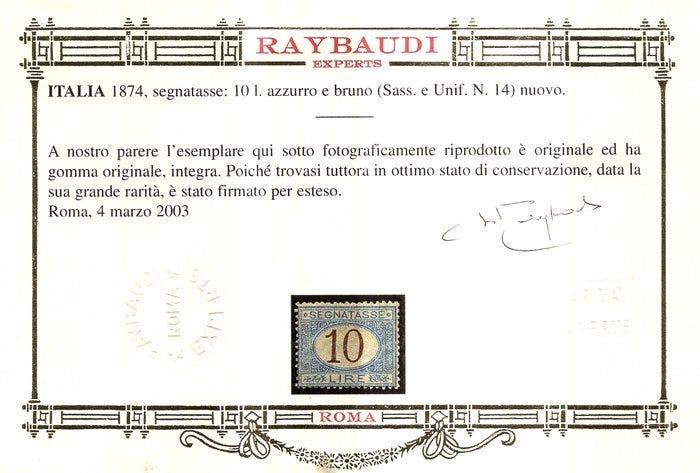 RAYBAUDI
EXPERTS
ITALIA 1874, segnatasse: 10 l. azzurro e bruno (Sass. e Unif. N. 14) nuovo.
A nostro parere l'esemplare qui sotto fotograficamente riprodotto è originale ed ha
gomma originale, integra. Poiché trovasi tuttora in ottimo stato di conservazione, data la
sua grande rarità, è stato firmato per esteso.
Roma, 4 marzo 2003
ROMA
SEGNATASSE
10
LIRE
ROMA